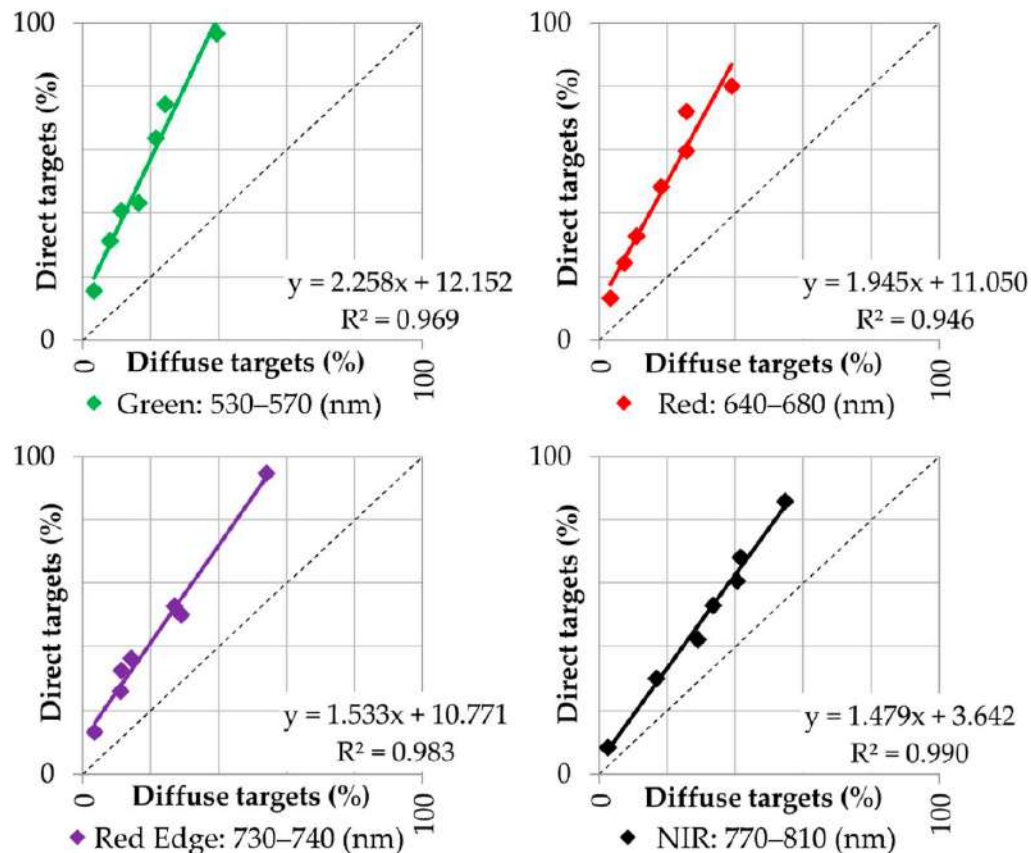 100
Direct targets (%)
y = 2.258x + 12.152
R² = 0.969
0
0
Diffuse targets (%)
100
Green: 530–570 (nm)
100
Direct targets (%)
y = 1.945x + 11.050
R² = 0.946
0
0
Diffuse targets (%)
100
Red: 640–680 (nm)
100
Direct targets (%)
y = 1.533x + 10.771
R² = 0.983
0
0
Diffuse targets (%)
100
Red Edge: 730–740 (nm)
100
Direct targets (%)
y = 1.479x + 3.642
R² = 0.990
0
0
Diffuse targets (%)
100
NIR: 770–810 (nm)